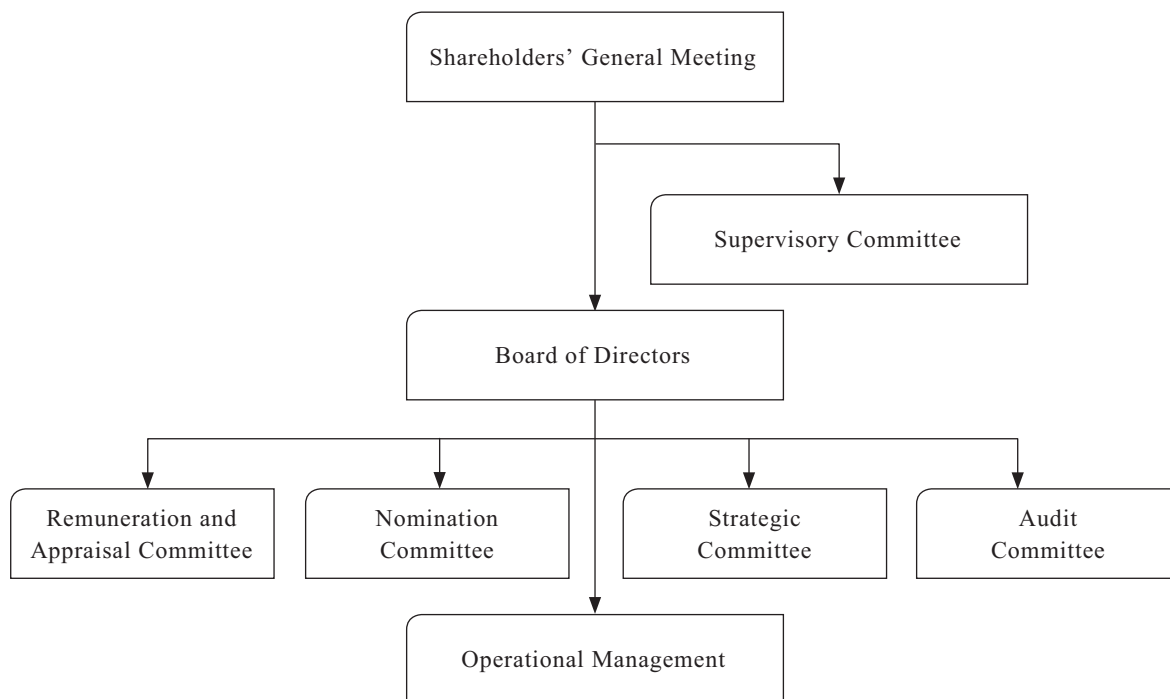 Shareholders’ General Meeting
Supervisory Committee
Board of Directors
Remuneration and
Appraisal Committee
Nomination
Committee
Strategic
Committee
Audit
Committee
Operational Management